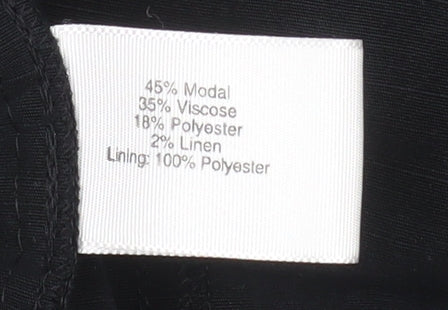 45% Modal
35% Viscose
18% Polyester
2% Linen
Lining: 100% Polyester